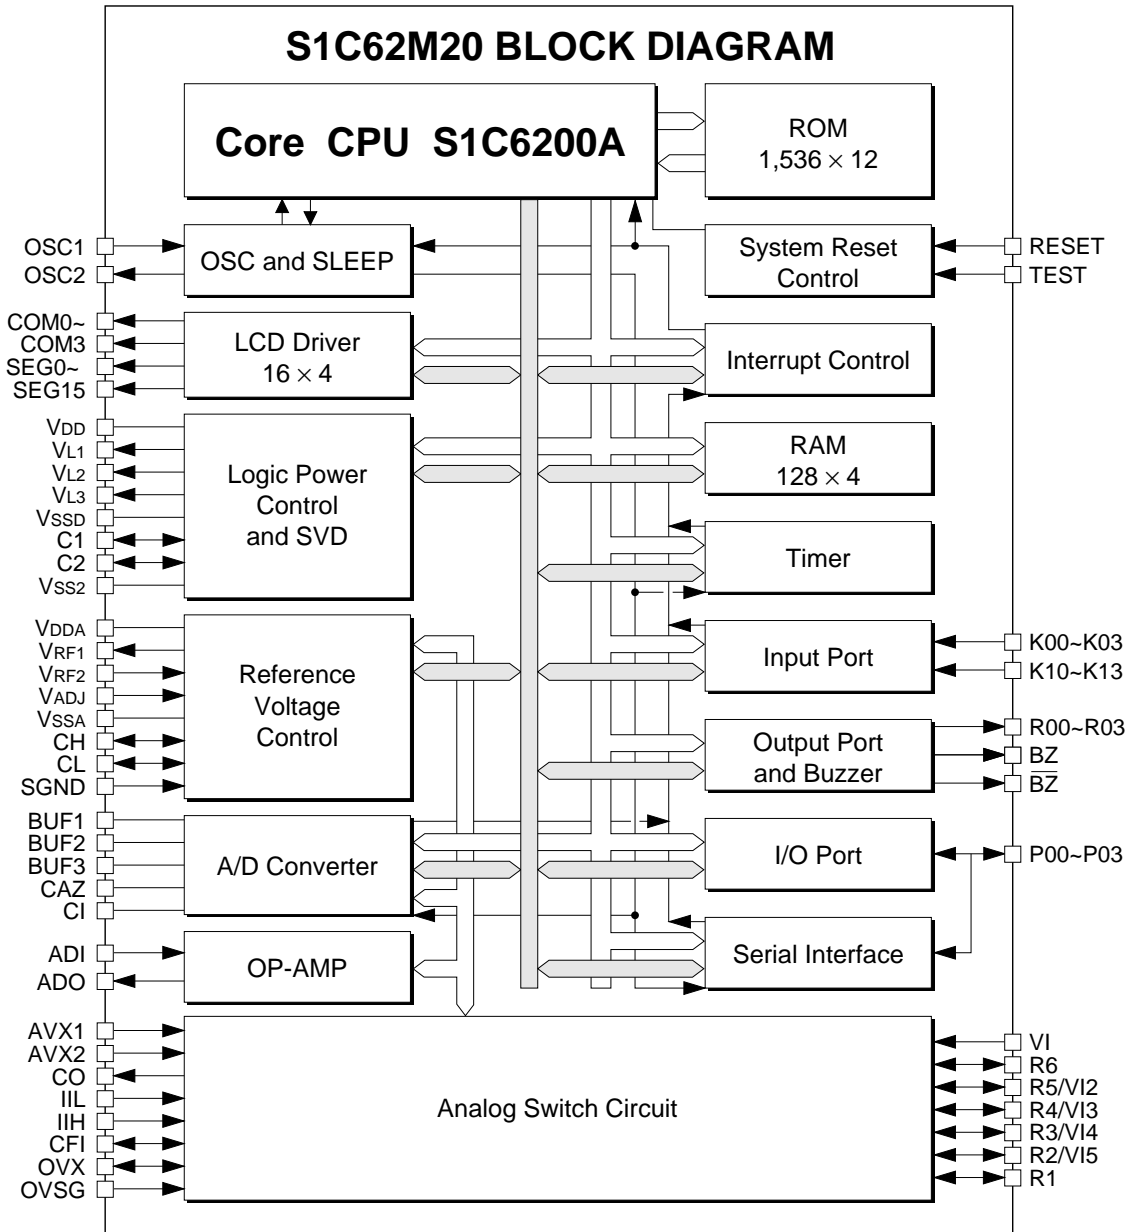 S1C62M20 BLOCK DIAGRAM
Core CPU S1C6200A
ROM
1,536 × 12
OSC1
OSC2
OSC and SLEEP
System Reset
Control
RESET
TEST
COM0~
COM3
SEG0~
SEG15
LCD Driver
16 × 4
Interrupt Control
VDD
VL1
VL2
VL3
VSSD
C1
C2
VSS2
Logic Power
Control
and SVD
RAM
128 × 4
Timer
VDDA
VRF1
VRF2
VADJ
VSSA
CH
CL
SGND
Reference
Voltage
Control
Input Port
K00~K03
K10~K13
Output Port
and Buzzer
R00~R03
BZ
B̅Z̅
BUF1
BUF2
BUF3
CAZ
CI
A/D Converter
I/O Port
P00~P03
ADI
ADO
OP-AMP
Serial Interface
AVX1
AVX2
CO
IIL
IIH
CFI
OVX
OVSG
Analog Switch Circuit
VI
R6
R5/VI2
R4/VI3
R3/VI4
R2/VI5
R1